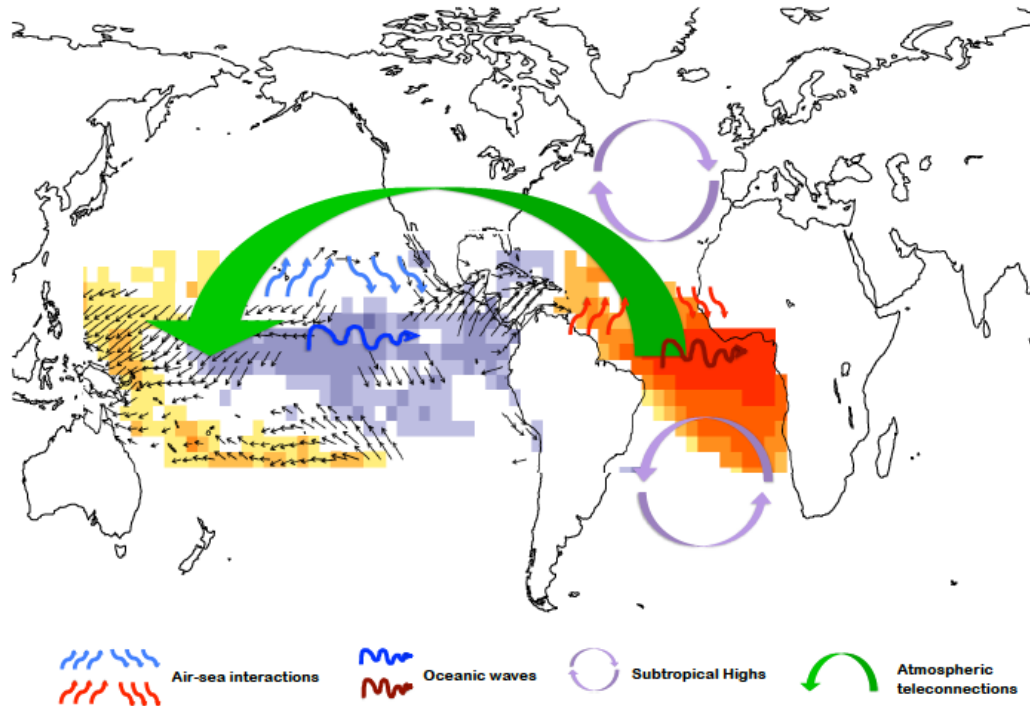 Air-sea interactions
Oceanic waves
Subtropical Highs
Atmospheric
teleconnections